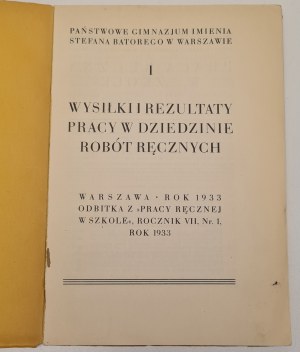 PAŃSTWOWE GIMNAZJUM IMIENIA
STEFANA BATOREGO W WARSZAWIE
I
WYSIŁKI I REZULTATY
PRACY W DZIEDZINIE
ROBÓT RĘCZNYCH
WARSZAWA • ROK 1933
ODBITKA Z »PRACY RĘCZNEJ
W SZKOLE«, ROCZNIK VII, Nr. 1,
ROK 1933